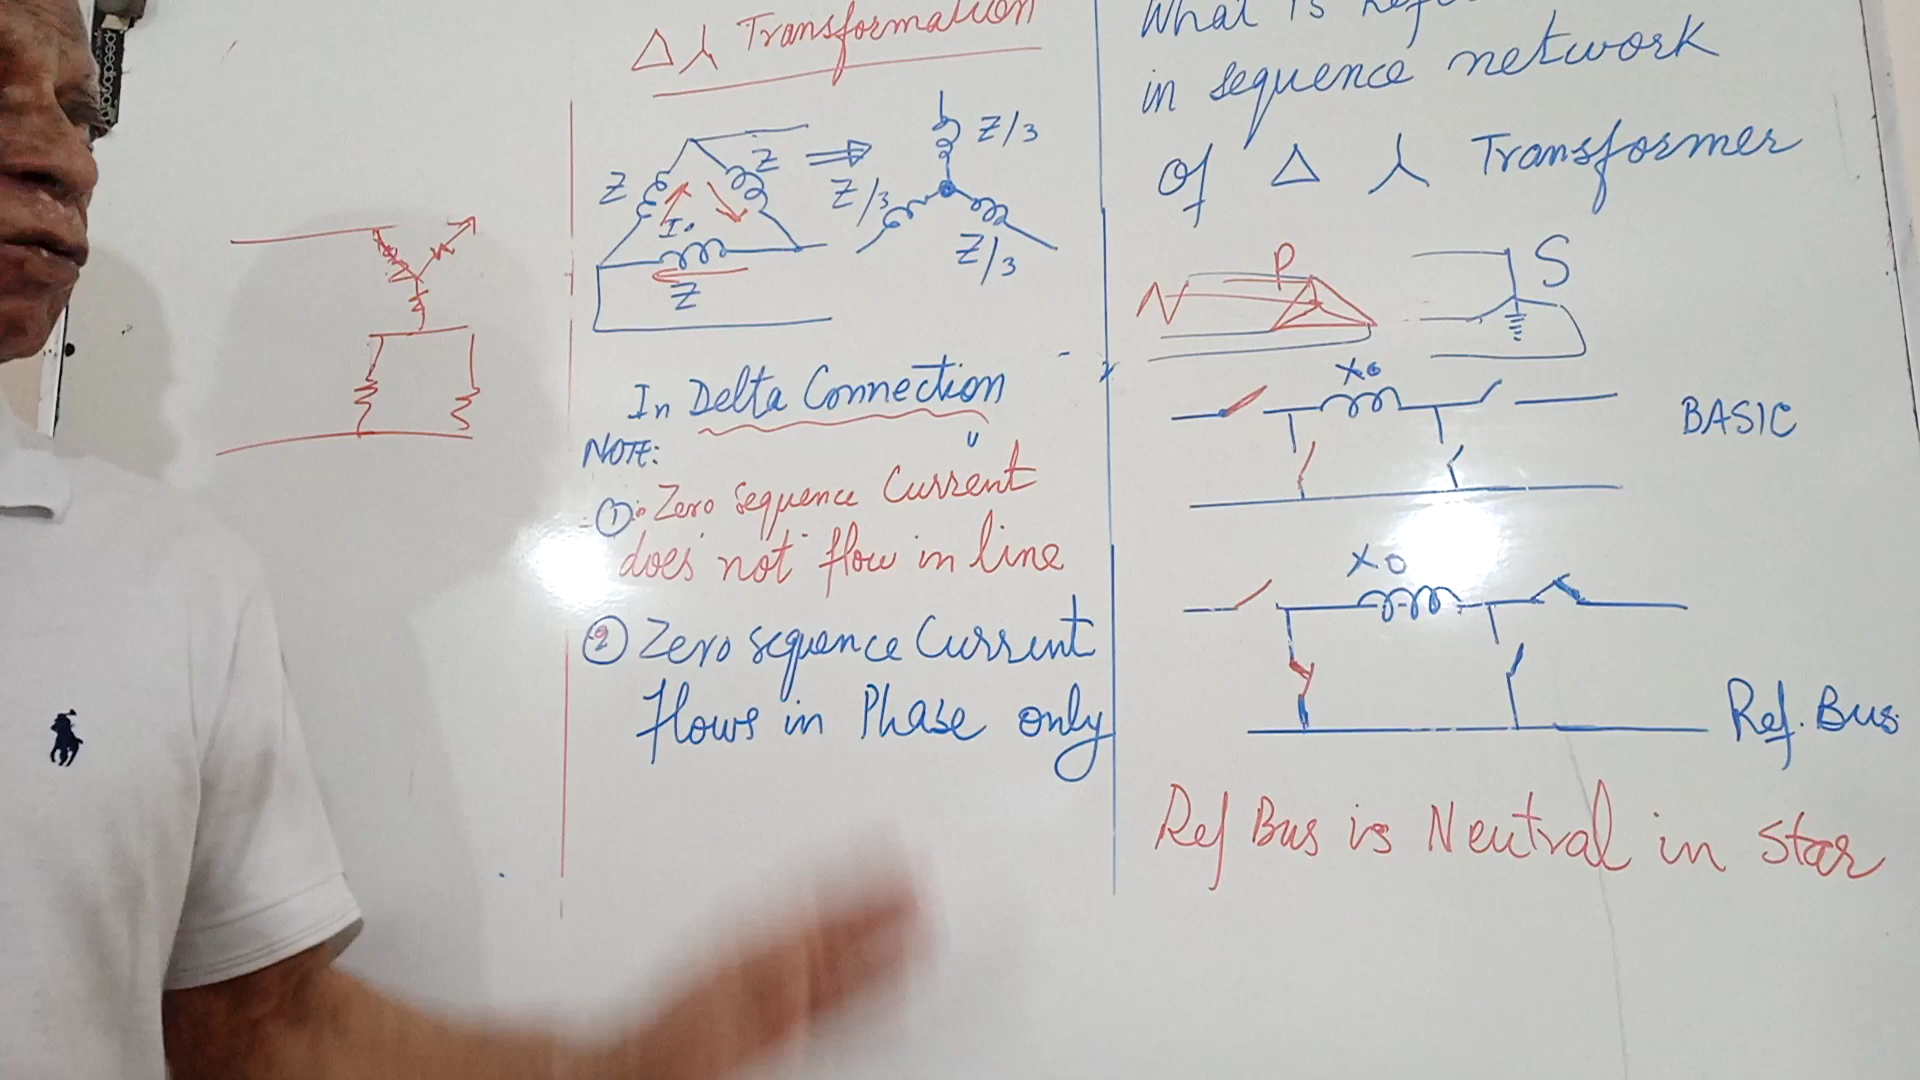 Δ⅄ Transformation
Z
Z
I₀
Z
Z/3
Z/3
Z/3
In Delta Connection
NOTE:
①: Zero Sequence Current
does not flow in line
② Zero sequence Current
flows in Phase only
What is
in sequence network
of Δ ⅄ Transformer
N
P
S
X0
BASIC
X0
Ref. Bus
Ref Bus is Neutral in star